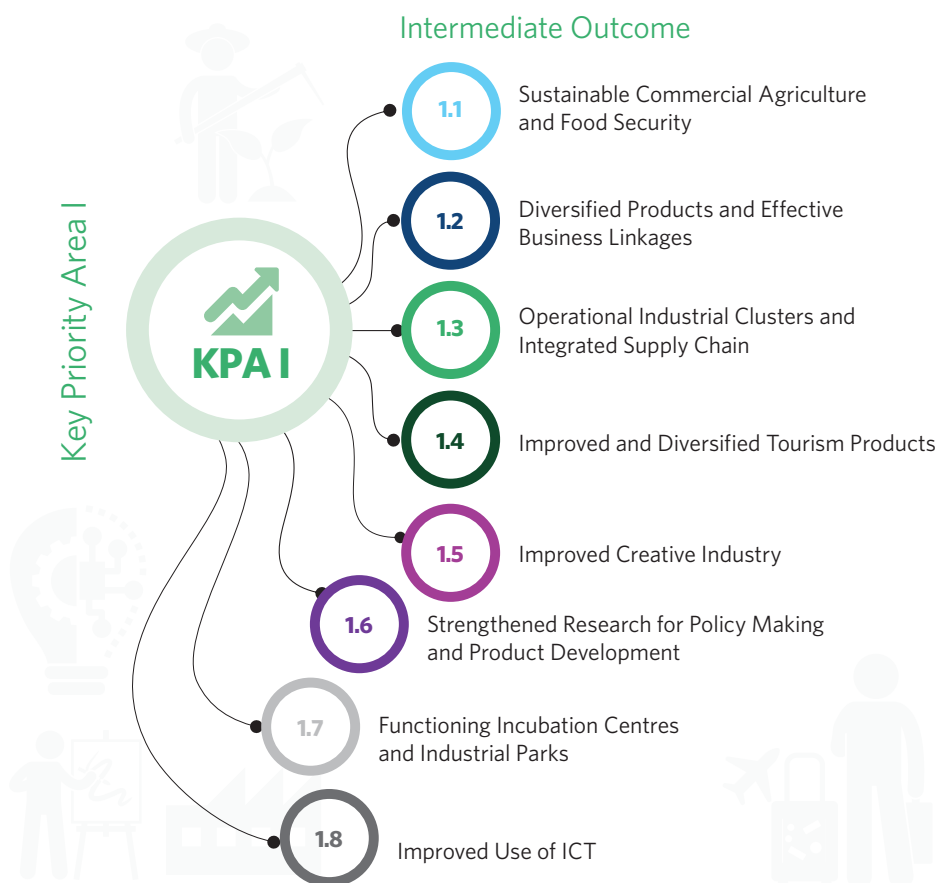 Intermediate Outcome
Key Priority Area I
KPA I
1.1
Sustainable Commercial Agriculture
and Food Security
1.2
Diversified Products and Effective
Business Linkages
1.3
Operational Industrial Clusters and
Integrated Supply Chain
1.4
Improved and Diversified Tourism Products
1.5
Improved Creative Industry
1.6
Strengthened Research for Policy Making
and Product Development
1.7
Functioning Incubation Centres
and Industrial Parks
1.8
Improved Use of ICT